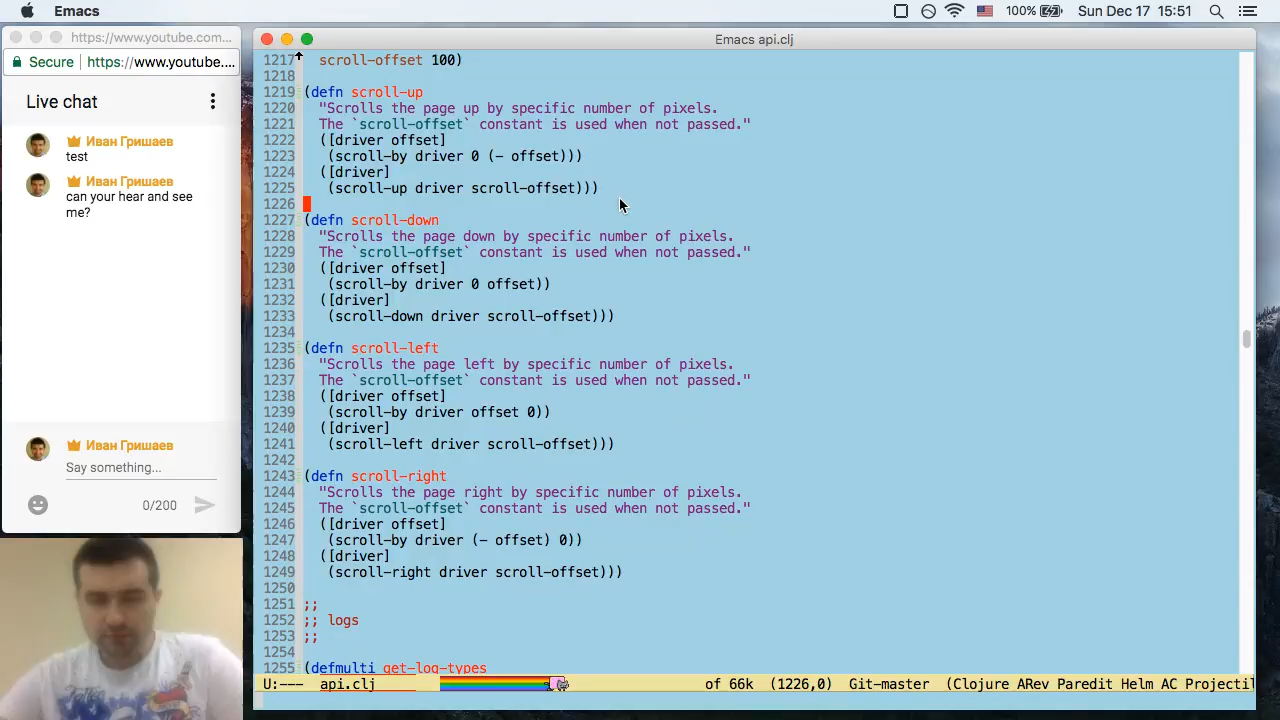 Emacs
100%
Sun Dec 17 15:51
https://www.youtube.com...
Secure
https://www.youtube....
Live chat
Иван Гришаев
test
Иван Гришаев
can your hear and see
me?
Иван Гришаев
Say something...
0/200
Emacs api.clj
1217 scroll-offset 100)
1218
1219 (defn scroll-up
1220 "Scrolls the page up by specific number of pixels.
1221 The `scroll-offset` constant is used when not passed."
1222 ([driver offset]
1223 (scroll-by driver 0 (- offset)))
1224 ([driver]
1225 (scroll-up driver scroll-offset)))
1226
1227 (defn scroll-down
1228 "Scrolls the page down by specific number of pixels.
1229 The `scroll-offset` constant is used when not passed."
1230 ([driver offset]
1231 (scroll-by driver 0 offset))
1232 ([driver]
1233 (scroll-down driver scroll-offset)))
1234
1235 (defn scroll-left
1236 "Scrolls the page left by specific number of pixels.
1237 The `scroll-offset` constant is used when not passed."
1238 ([driver offset]
1239 (scroll-by driver offset 0))
1240 ([driver]
1241 (scroll-left driver scroll-offset)))
1242
1243 (defn scroll-right
1244 "Scrolls the page right by specific number of pixels.
1245 The `scroll-offset` constant is used when not passed."
1246 ([driver offset]
1247 (scroll-by driver (- offset) 0))
1248 ([driver]
1249 (scroll-right driver scroll-offset)))
1250
1251 ;;
1252 ;; logs
1253 ;;
1254
1255 (defmulti get-log-types
U:--- api.clj of 66k (1226,0) Git-master (Clojure ARev Paredit Helm AC Projectil